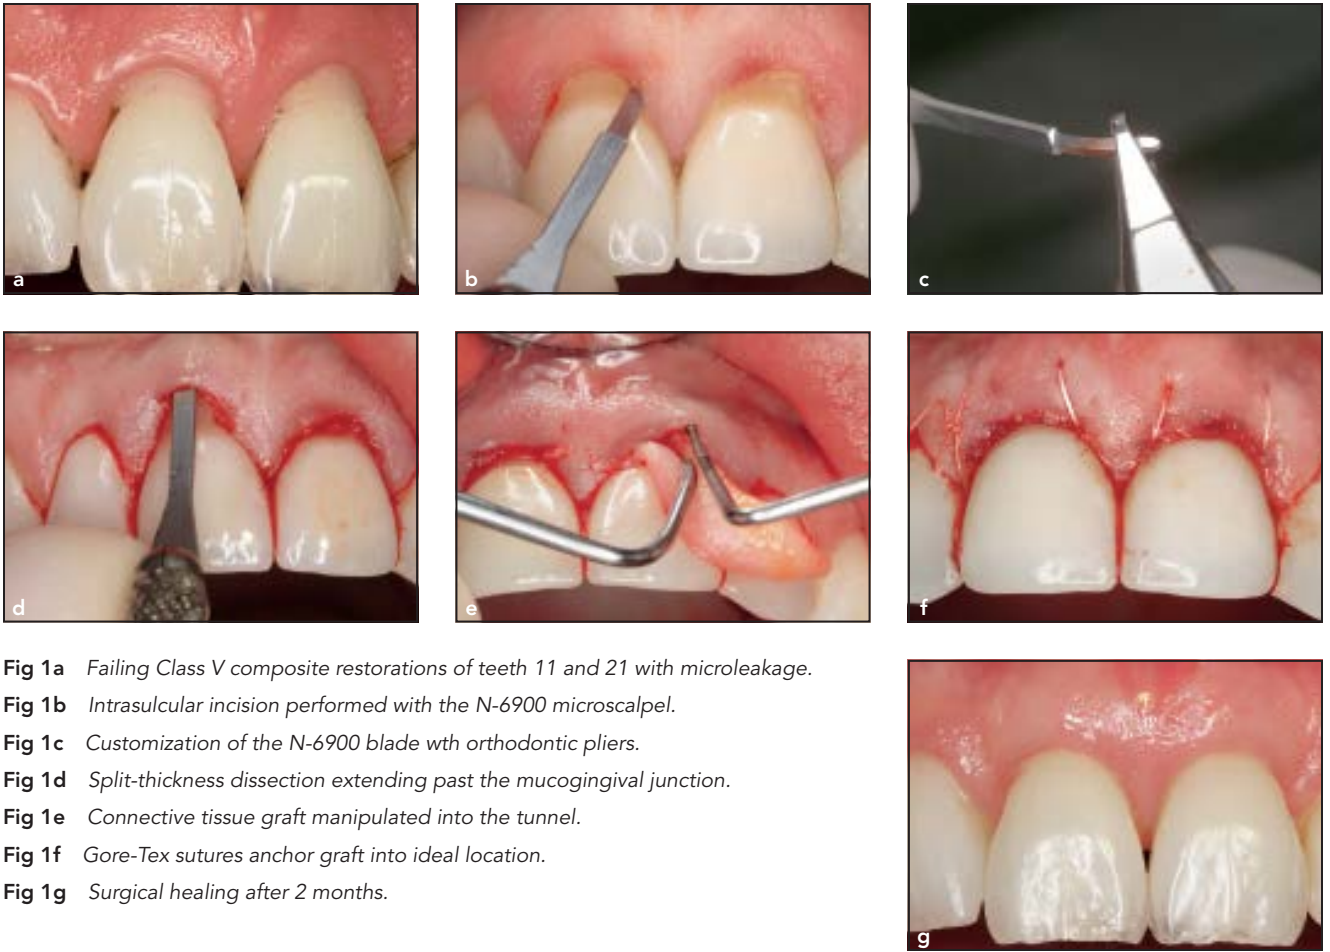 a
b
c
d
e
f
Fig 1a Failing Class V composite restorations of teeth 11 and 21 with microleakage.
Fig 1b Intrasulcular incision performed with the N-6900 microscalpel.
Fig 1c Customization of the N-6900 blade wth orthodontic pliers.
Fig 1d Split-thickness dissection extending past the mucogingival junction.
Fig 1e Connective tissue graft manipulated into the tunnel.
Fig 1f Gore-Tex sutures anchor graft into ideal location.
Fig 1g Surgical healing after 2 months.
g